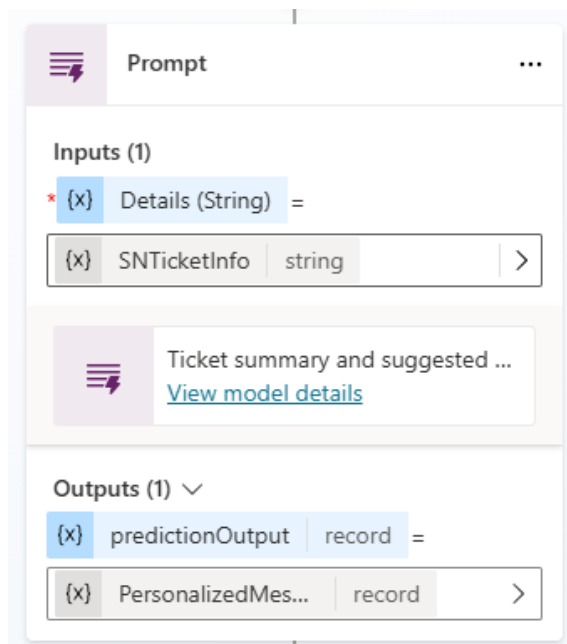 Prompt ...
Inputs (1)
* {x} Details (String) =
{x} SNTicketInfo string >
Ticket summary and suggested ...
View model details
Outputs (1)
{x} predictionOutput record =
{x} PersonalizedMes... record >